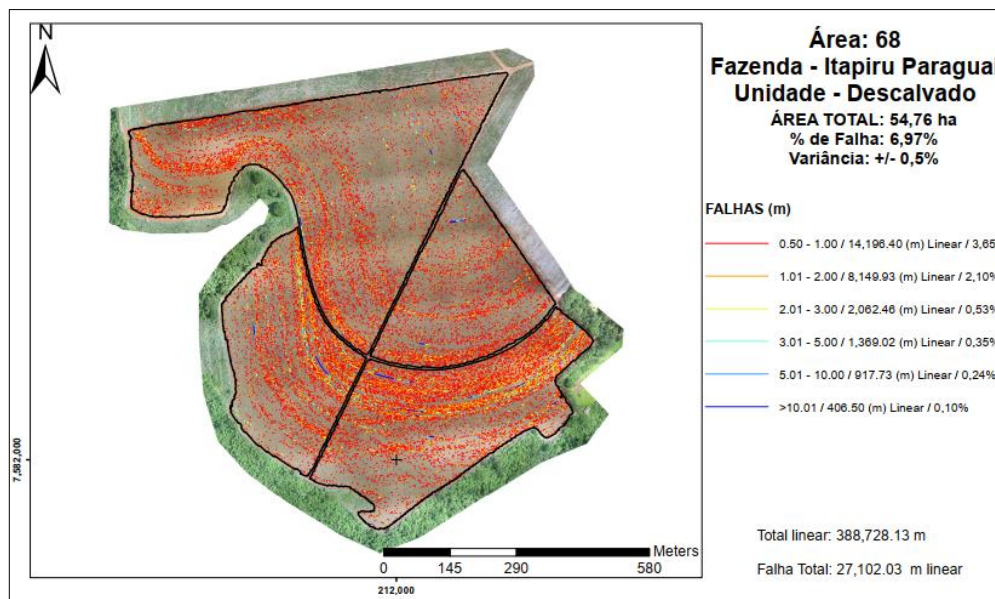 N
Área: 68
Fazenda - Itapiru Paraguai
Unidade - Descalvado
ÁREA TOTAL: 54,76 ha
% de Falha: 6,97%
Variância: +/- 0,5%
FALHAS (m)
0.50 - 1.00 / 14,196.40 (m) Linear / 3,65
1.01 - 2.00 / 8,149.93 (m) Linear / 2,10%
2.01 - 3.00 / 2,062.46 (m) Linear / 0,53%
3.01 - 5.00 / 1,369.02 (m) Linear / 0,35%
5.01 - 10.00 / 917.73 (m) Linear / 0,24%
>10.01 / 406.50 (m) Linear / 0,10%
7,582,000
Total linear: 388,728.13 m
Falha Total: 27,102.03 m linear
Meters
0 145 290 580
212,000